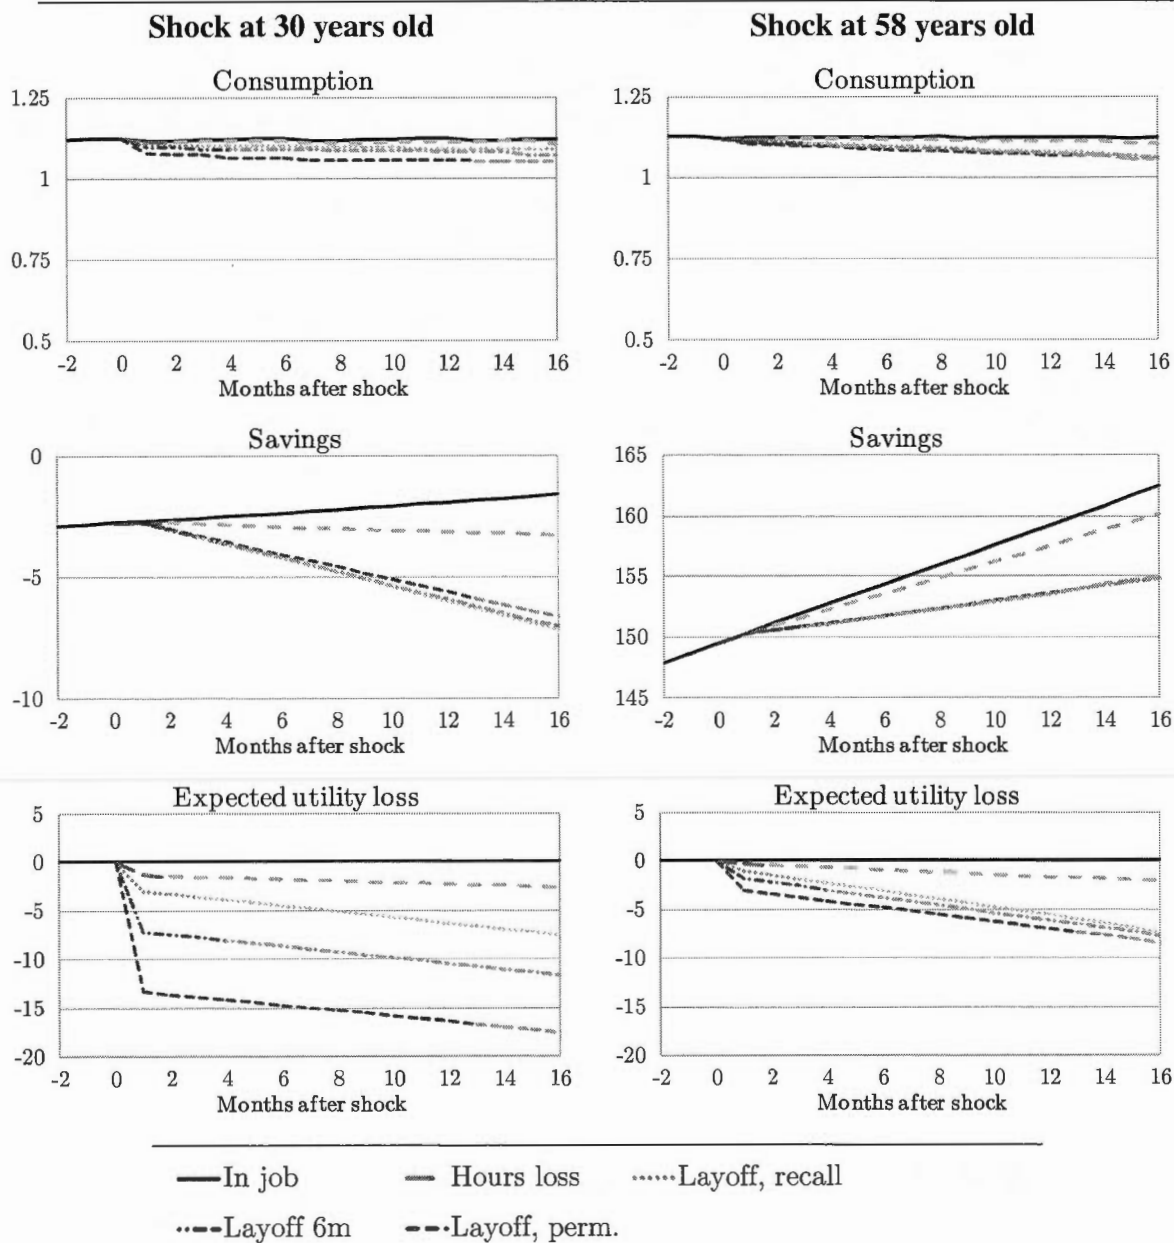 Shock at 30 years old Shock at 58 years old
Consumption Consumption
1.25 1.25
1 1
0.75 0.75
0.5 0.5
-2 0 2 4 6 8 10 12 14 16 -2 0 2 4 6 8 10 12 14 16
Months after shock Months after shock
Savings Savings
0 165
160
-5 155
150
-10 145
-2 0 2 4 6 8 10 12 14 16 -2 0 2 4 6 8 10 12 14 16
Months after shock Months after shock
Expected utility loss Expected utility loss
5 5
0 0
-5 -5
-10 -10
-15 -15
-20 -20
-2 0 2 4 6 8 10 12 14 16 -2 0 2 4 6 8 10 12 14 16
Months after shock Months after shock
In job Hours loss Layoff, recall
Layoff 6m Layoff, perm.